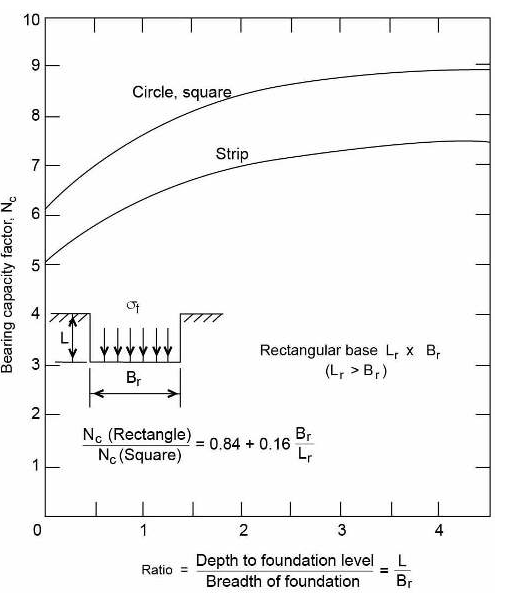 10
9
8
7
6
5
4
3
2
1
0
1
2
3
4
Bearing capacity factor, Nc
Circle, square
Strip
σf
L
Br
Rectangular base Lr x Br
(Lr > Br)
Nc (Rectangle)
Nc (Square)
= 0.84 + 0.16 Br
Lr
Ratio = Depth to foundation level
Breadth of foundation
= L
Br